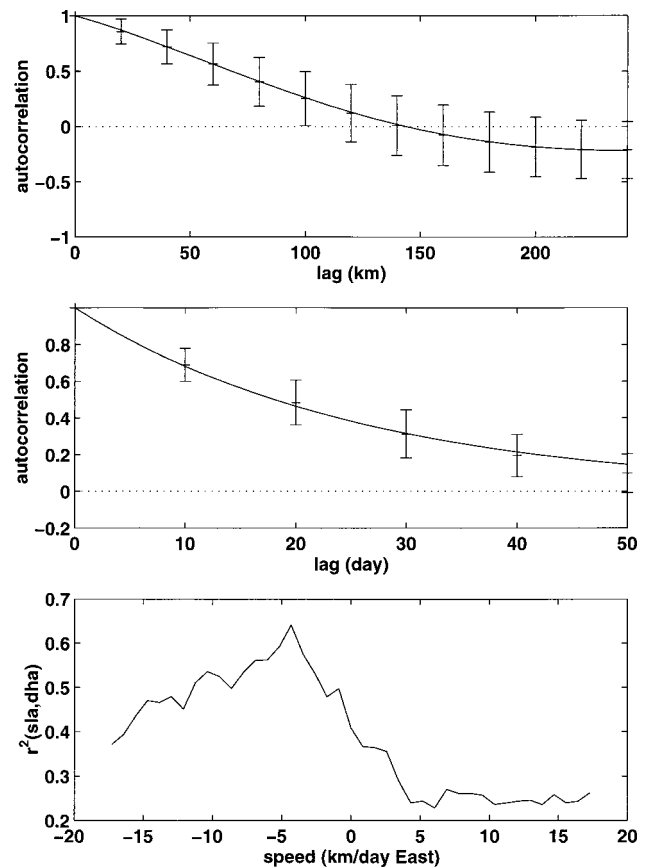 1
0.5
0
−0.5
−1
autocorrelation
0 50 100 150 200
lag (km)
0.8
0.6
0.4
0.2
0
−0.2
autocorrelation
10 20 30 40 50
lag (day)
0.7
0.6
0.5
0.4
0.3
0.2
r²(sla,dha)
−20 −15 −10 −5 0 5 10 15 20
speed (km/day East)